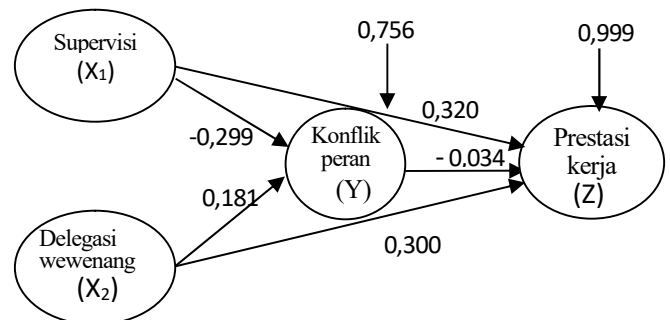 0,756
0,999
Supervisi
(X₁)
0,320
-0,299
Konflik
peran
(Y)
- 0,034
Prestasi
kerja
(Z)
0,181
Delegasi
wewenang
(X₂)
0,300